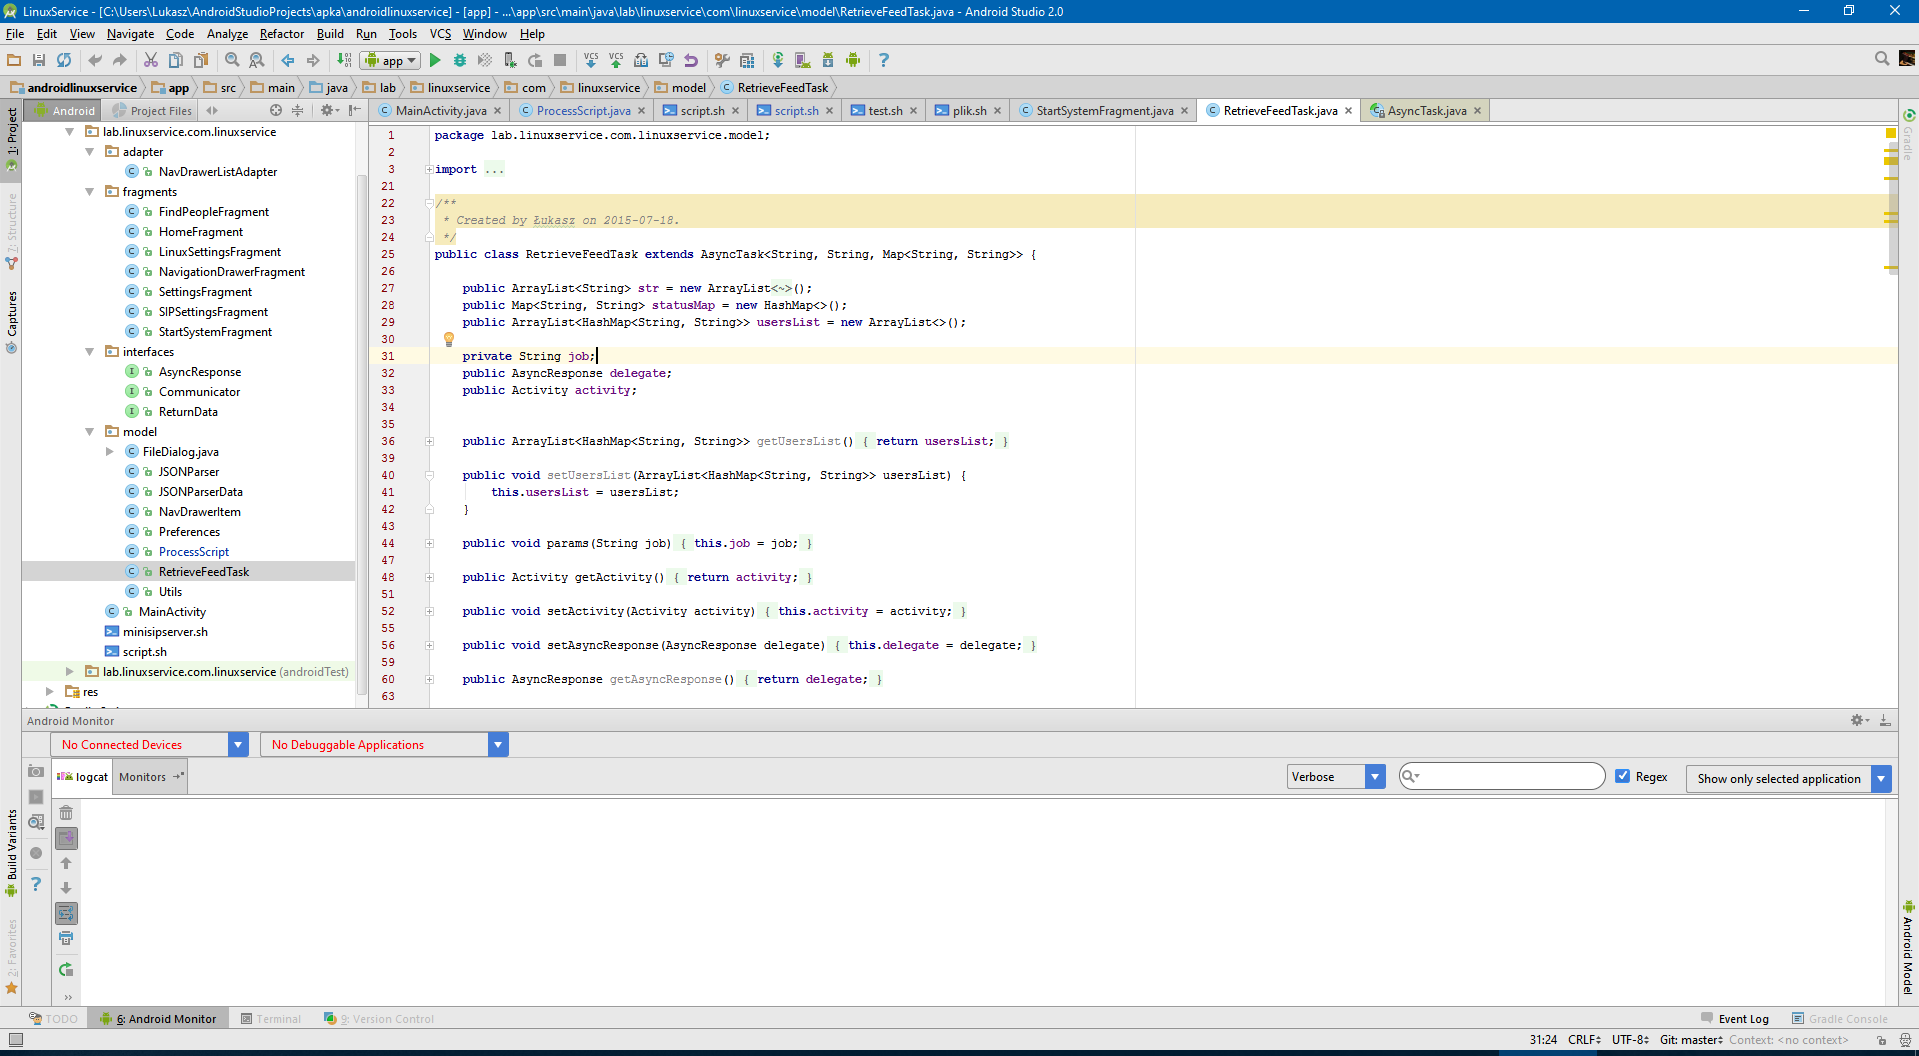 LinuxService - [C:\Users\Lukasz\AndroidStudioProjects\apka\androidlinuxservice] - [app] - ...\app\src\main\java\lab\linuxservice\com\linuxservice\model\RetrieveFeedTask.java - Android Studio 2.0
File Edit View Navigate Code Analyze Refactor Build Run Tools VCS Window Help
app
androidlinuxservice app src main java lab linuxservice com linuxservice model RetrieveFeedTask
Android Project Files
MainActivity.java ProcessScript.java script.sh script.sh test.sh plik.sh StartSystemFragment.java RetrieveFeedTask.java AsyncTask.java
1: Project
7: Structure
Captures
Build Variants
2: Favorites
lab.linuxservice.com.linuxservice
adapter
NavDrawerListAdapter
fragments
FindPeopleFragment
HomeFragment
LinuxSettingsFragment
NavigationDrawerFragment
SettingsFragment
SIPSettingsFragment
StartSystemFragment
interfaces
AsyncResponse
Communicator
ReturnData
model
FileDialog.java
JSONParser
JSONParserData
NavDrawerItem
Preferences
ProcessScript
RetrieveFeedTask
Utils
MainActivity
minisipserver.sh
script.sh
lab.linuxservice.com.linuxservice (androidTest)
res
1 package lab.linuxservice.com.linuxservice.model;
2
3 import ...
21
22 /**
23 * Created by Łukasz on 2015-07-18.
24 */
25 public class RetrieveFeedTask extends AsyncTask<String, String, Map<String, String>> {
26
27 public ArrayList<String> str = new ArrayList<~>();
28 public Map<String, String> statusMap = new HashMap<>();
29 public ArrayList<HashMap<String, String>> usersList = new ArrayList<>();
30
31 private String job;
32 public AsyncResponse delegate;
33 public Activity activity;
34
35
36 public ArrayList<HashMap<String, String>> getUsersList() { return usersList; }
39
40 public void setUsersList(ArrayList<HashMap<String, String>> usersList) {
41 this.usersList = usersList;
42 }
43
44 public void params(String job) { this.job = job; }
47
48 public Activity getActivity() { return activity; }
51
52 public void setActivity(Activity activity) { this.activity = activity; }
55
56 public void setAsyncResponse(AsyncResponse delegate) { this.delegate = delegate; }
59
60 public AsyncResponse getAsyncResponse() { return delegate; }
63
Gradle
Android Model
Android Monitor
No Connected Devices No Debuggable Applications
logcat Monitors Verbose Regex Show only selected application
TODO 6: Android Monitor Terminal 9: Version Control Event Log Gradle Console
31:24 CRLF UTF-8 Git: master Context: <no context>